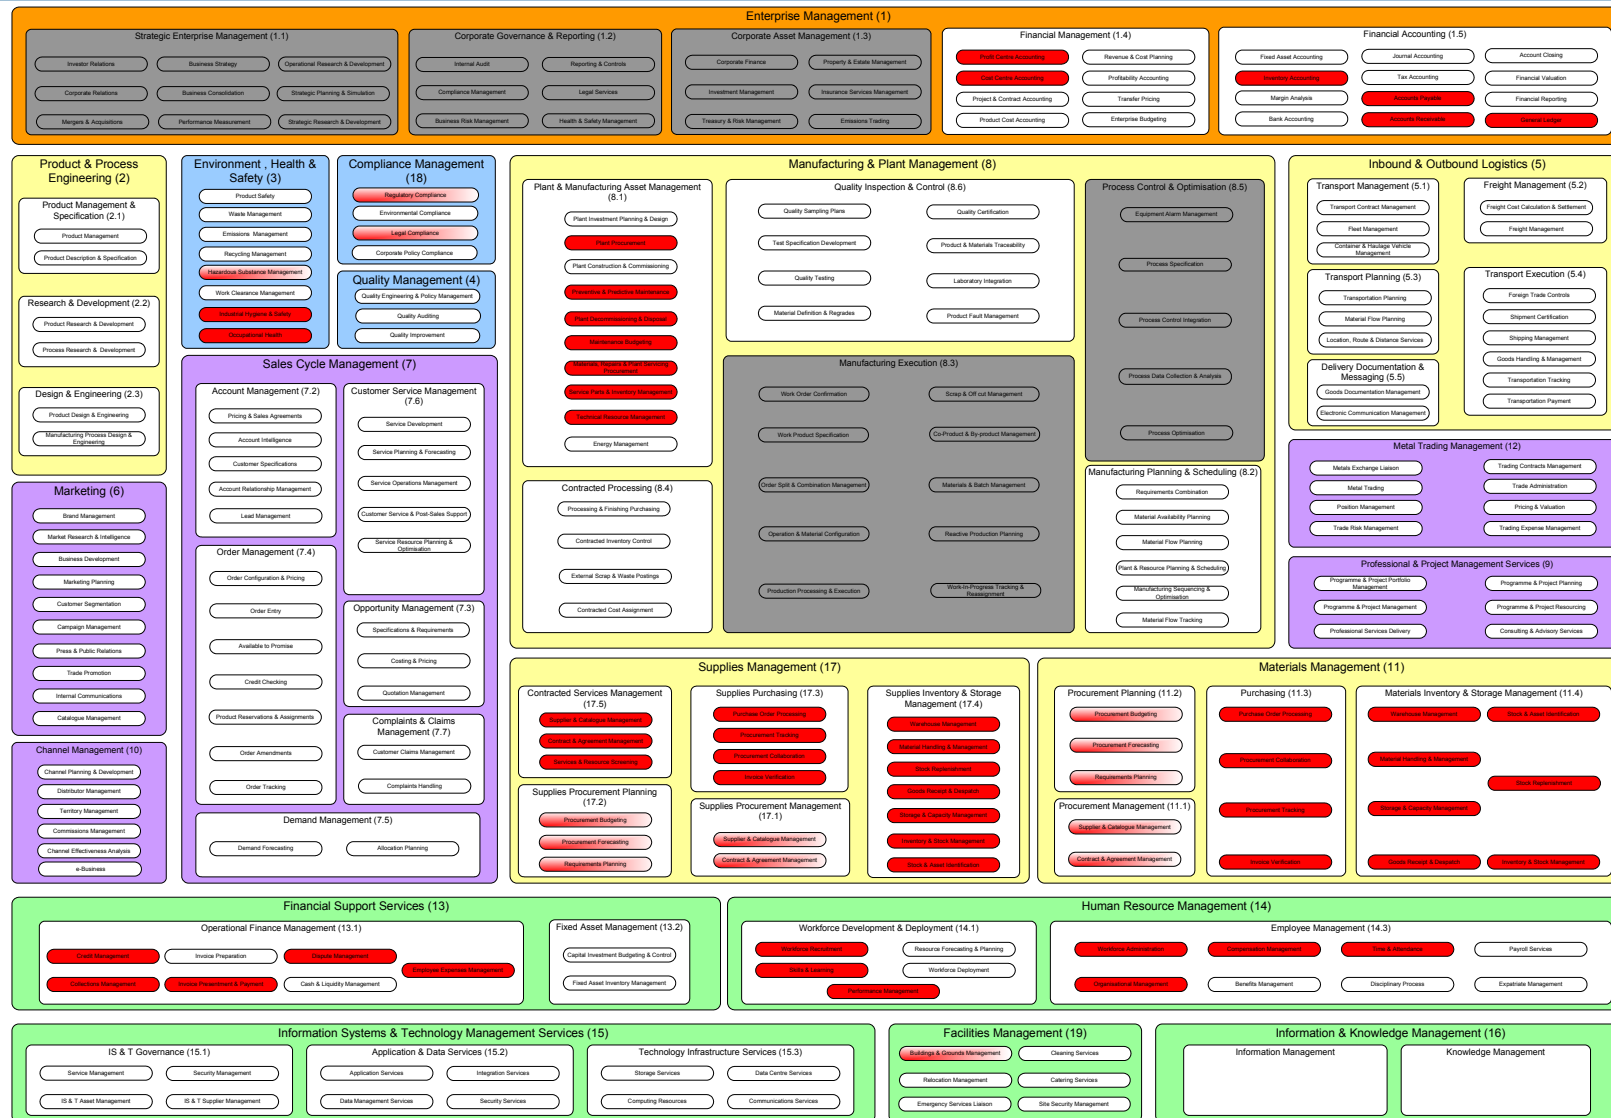 Enterprise Management (1)
Strategic Enterprise Management (1.1)
Investor Relations
Business Strategy
Operational Research & Development
Corporate Relations
Business Consolidation
Strategic Planning & Simulation
Mergers & Acquisitions
Performance Measurement
Strategic Research & Development
Corporate Governance & Reporting (1.2)
Internal Audit
Reporting & Controls
Compliance Management
Legal Services
Business Risk Management
Health & Safety Management
Corporate Asset Management (1.3)
Corporate Finance
Property & Estate Management
Investment Management
Insurance Services Management
Treasury & Risk Management
Emissions Trading
Financial Management (1.4)
Profit Centre Accounting
Revenue & Cost Planning
Cost Centre Accounting
Profitability Accounting
Project & Contract Accounting
Transfer Pricing
Product Cost Accounting
Enterprise Budgeting
Financial Accounting (1.5)
Fixed Asset Accounting
Journal Accounting
Account Closing
Inventory Accounting
Tax Accounting
Financial Valuation
Margin Analysis
Accounts Payable
Financial Reporting
Bank Accounting
Accounts Receivable
General Ledger
Product & Process
Engineering (2)
Product Management &
Specification (2.1)
Product Management
Product Description & Specification
Research & Development (2.2)
Product Research & Development
Process Research & Development
Design & Engineering (2.3)
Product Design & Engineering
Manufacturing Process Design &
Engineering
Environment , Health &
Safety (3)
Product Safety
Waste Management
Emissions Management
Recycling Management
Hazardous Substance Management
Work Clearance Management
Industrial Hygiene & Safety
Occupational Health
Compliance Management
(18)
Regulatory Compliance
Environmental Compliance
Legal Compliance
Corporate Policy Compliance
Quality Management (4)
Quality Engineering & Policy Management
Quality Auditing
Quality Improvement
Manufacturing & Plant Management (8)
Plant & Manufacturing Asset Management
(8.1)
Plant Investment Planning & Design
Plant Procurement
Plant Construction & Commissioning
Preventive & Predictive Maintenance
Plant Decommissioning & Disposal
Maintenance Budgeting
Materials, Repairs & Plant Servicing
Procurement
Service Parts & Inventory Management
Technical Resource Management
Energy Management
Quality Inspection & Control (8.6)
Quality Sampling Plans
Quality Certification
Test Specification Development
Product & Materials Traceability
Quality Testing
Laboratory Integration
Material Definition & Regrades
Product Fault Management
Process Control & Optimisation (8.5)
Equipment Alarm Management
Process Specification
Process Control Integration
Process Data Collection & Analysis
Process Optimisation
Manufacturing Execution (8.3)
Work Order Confirmation
Scrap & Off cut Management
Work Product Specification
Co-Product & By-product Management
Order Split & Combination Management
Materials & Batch Management
Operation & Material Configuration
Reactive Production Planning
Production Processing & Execution
Work-In-Progress Tracking &
Reassignment
Contracted Processing (8.4)
Processing & Finishing Purchasing
Contracted Inventory Control
External Scrap & Waste Postings
Contracted Cost Assignment
Manufacturing Planning & Scheduling (8.2)
Requirements Combination
Material Availability Planning
Material Flow Planning
Plant & Resource Planning & Scheduling
Manufacturing Sequencing &
Optimisation
Material Flow Tracking
Inbound & Outbound Logistics (5)
Transport Management (5.1)
Transport Contract Management
Fleet Management
Container & Haulage Vehicle
Management
Freight Management (5.2)
Freight Cost Calculation & Settlement
Freight Management
Transport Planning (5.3)
Transportation Planning
Material Flow Planning
Location, Route & Distance Services
Transport Execution (5.4)
Foreign Trade Controls
Shipment Certification
Shipping Management
Goods Handling & Management
Transportation Tracking
Transportation Payment
Delivery Documentation &
Messaging (5.5)
Goods Documentation Management
Electronic Communication Management
Metal Trading Management (12)
Metals Exchange Liaison
Trading Contracts Management
Metal Trading
Trade Administration
Position Management
Pricing & Valuation
Trade Risk Management
Trading Expense Management
Professional & Project Management Services (9)
Programme & Project Portfolio
Management
Programme & Project Planning
Programme & Project Management
Programme & Project Resourcing
Professional Services Delivery
Consulting & Advisory Services
Marketing (6)
Brand Management
Market Research & Intelligence
Business Development
Marketing Planning
Customer Segmentation
Campaign Management
Press & Public Relations
Trade Promotion
Internal Communications
Catalogue Management
Channel Management (10)
Channel Planning & Development
Distributor Management
Territory Management
Commissions Management
Channel Effectiveness Analysis
e-Business
Sales Cycle Management (7)
Account Management (7.2)
Pricing & Sales Agreements
Account Intelligence
Customer Specifications
Account Relationship Management
Lead Management
Customer Service Management
(7.6)
Service Development
Service Planning & Forecasting
Service Operations Management
Customer Service & Post-Sales Support
Service Resource Planning &
Optimisation
Order Management (7.4)
Order Configuration & Pricing
Order Entry
Available to Promise
Credit Checking
Product Reservations & Assignments
Order Amendments
Order Tracking
Opportunity Management (7.3)
Specifications & Requirements
Costing & Pricing
Quotation Management
Complaints & Claims
Management (7.7)
Customer Claims Management
Complaints Handling
Demand Management (7.5)
Demand Forecasting
Allocation Planning
Supplies Management (17)
Contracted Services Management
(17.5)
Supplier & Catalogue Management
Contract & Agreement Management
Services & Resource Screening
Supplies Purchasing (17.3)
Purchase Order Processing
Procurement Tracking
Procurement Collaboration
Invoice Verification
Supplies Inventory & Storage
Management (17.4)
Warehouse Management
Material Handling & Management
Stock Replenishment
Goods Receipt & Despatch
Storage & Capacity Management
Inventory & Stock Management
Stock & Asset Identification
Supplies Procurement Planning
(17.2)
Procurement Budgeting
Procurement Forecasting
Requirements Planning
Supplies Procurement Management
(17.1)
Supplier & Catalogue Management
Contract & Agreement Management
Materials Management (11)
Procurement Planning (11.2)
Procurement Budgeting
Procurement Forecasting
Requirements Planning
Procurement Management (11.1)
Supplier & Catalogue Management
Contract & Agreement Management
Purchasing (11.3)
Purchase Order Processing
Procurement Collaboration
Procurement Tracking
Invoice Verification
Materials Inventory & Storage Management (11.4)
Warehouse Management
Stock & Asset Identification
Material Handling & Management
Stock Replenishment
Storage & Capacity Management
Goods Receipt & Despatch
Inventory & Stock Management
Financial Support Services (13)
Operational Finance Management (13.1)
Credit Management
Invoice Preparation
Dispute Management
Employee Expenses Management
Collections Management
Invoice Presentment & Payment
Cash & Liquidity Management
Fixed Asset Management (13.2)
Capital Investment Budgeting & Control
Fixed Asset Inventory Management
Human Resource Management (14)
Workforce Development & Deployment (14.1)
Workforce Recruitment
Resource Forecasting & Planning
Skills & Learning
Workforce Deployment
Performance Management
Employee Management (14.3)
Workforce Administration
Compensation Management
Time & Attendance
Payroll Services
Organisational Management
Benefits Management
Disciplinary Process
Expatriate Management
Information Systems & Technology Management Services (15)
IS & T Governance (15.1)
Service Management
Security Management
IS & T Asset Management
IS & T Supplier Management
Application & Data Services (15.2)
Application Services
Integration Services
Data Management Services
Security Services
Technology Infrastructure Services (15.3)
Storage Services
Data Centre Services
Computing Resources
Communications Services
Facilities Management (19)
Buildings & Grounds Management
Cleaning Services
Relocation Management
Catering Services
Emergency Services Liaison
Site Security Management
Information & Knowledge Management (16)
Information Management
Knowledge Management